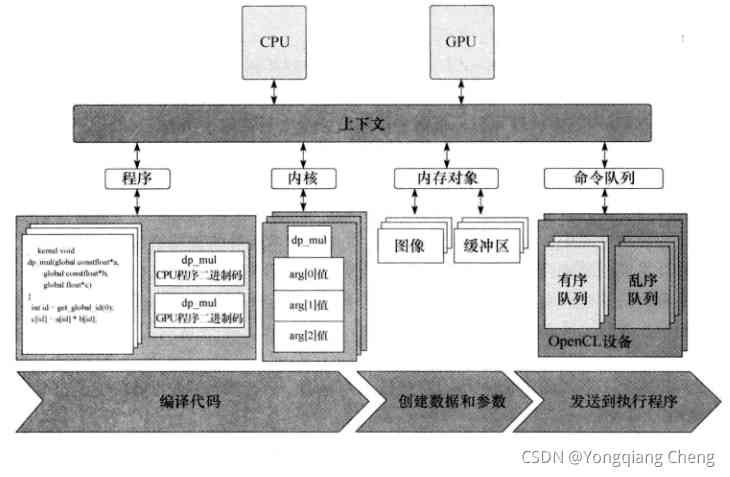 CPU
GPU
上下文
程序
内核
内存对象
命令队列
kernel void
dp_mul(global constfloat*a,
global constfloat*b,
global float*c)
{
int id = get_global_id(0);
c[id] = a[id] * b[id];
dp_mul
CPU程序二进制码
dp_mul
GPU程序二进制码
dp_mul
arg[0]值
arg[1]值
arg[2]值
图像
缓冲区
有序
队列
乱序
队列
OpenCL设备
编译代码
创建数据和参数
发送到执行程序
CSDN @Yongqiang Cheng